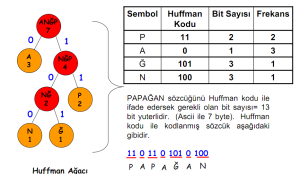 ANĞP
7
0
1
A
3
NĞP
4
0
1
NĞ
2
P
2
0
1
N
1
Ğ
1
Huffman Ağacı
Sembol Huffman Kodu Bit Sayısı Frekans
P 11 2 2
A 0 1 3
Ğ 101 3 1
N 100 3 1
PAPAĞAN sözcüğünü Huffman kodu ile
ifade edersek gerekli olan bit sayısı= 13
bit yuterlidir. (Ascii ile 7 byte). Huffman
kodu ile kodlanmış sözcük aşağıdaki
gibidir.
11 0 11 0 101 0 100
P A P A Ğ A N